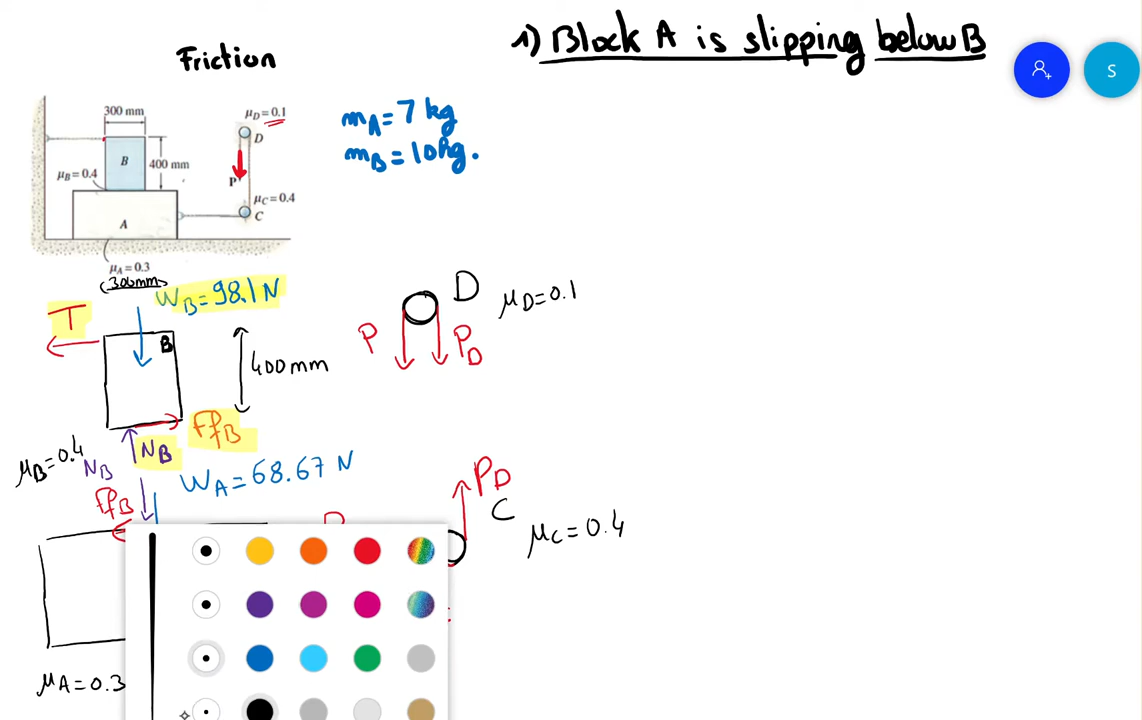 1) Block A is slipping below B
S
Friction
300 mm
μD = 0.1
D
B
400 mm
μB = 0.4
P
μC = 0.4
C
A
μA = 0.3
mA = 7 kg
mB = 10 kg.
300mm
WB = 98.1 N
T
B
400mm
FfB
NB
μB = 0.4
D
μD = 0.1
P
PD
NB
WA = 68.67 N
FfB
PD
C
μC = 0.4
μA = 0.3